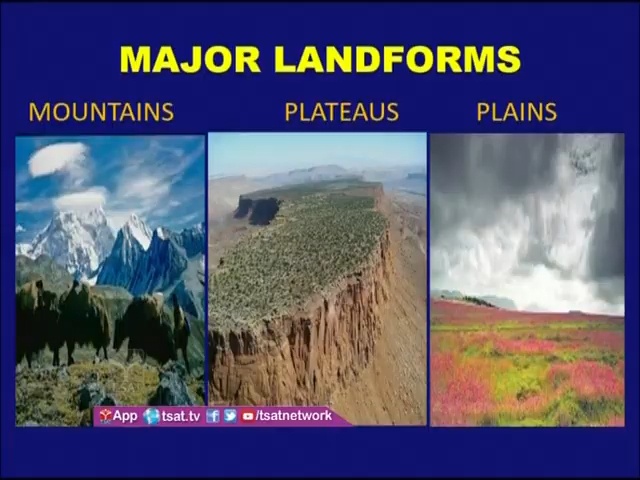 MAJOR LANDFORMS
MOUNTAINS PLATEAUS PLAINS
App tsat.tv /tsatnetwork